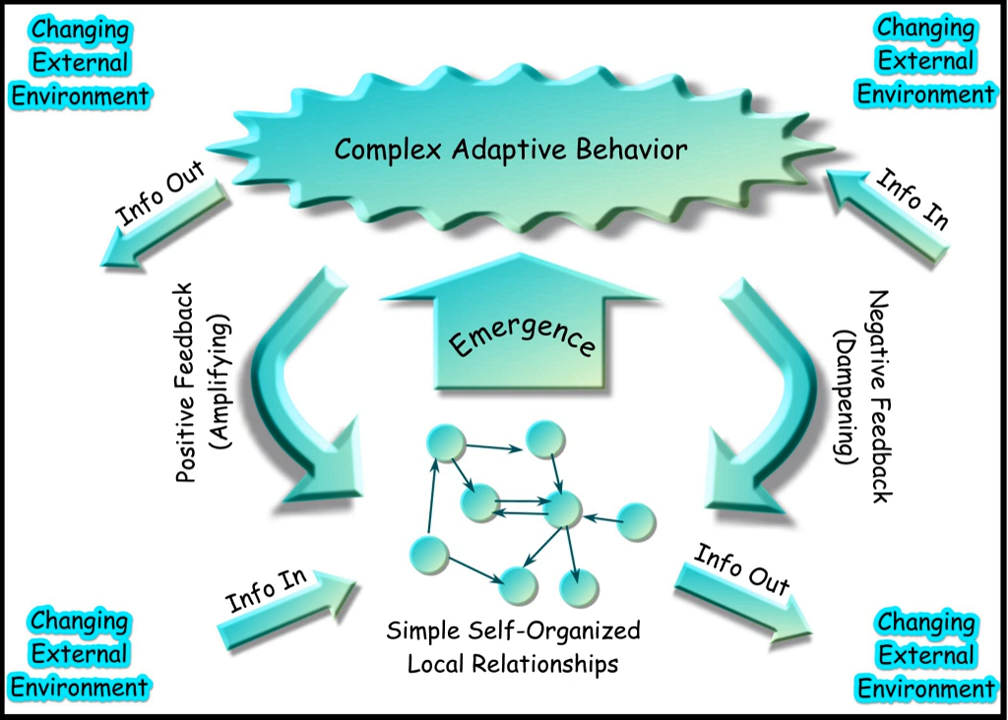 Changing
External
Environment
Changing
External
Environment
Complex Adaptive Behavior
Info Out
Info In
Positive Feedback
(Amplifying)
Emergence
Negative Feedback
(Dampening)
Info In
Info Out
Simple Self-Organized
Local Relationships
Changing
External
Environment
Changing
External
Environment